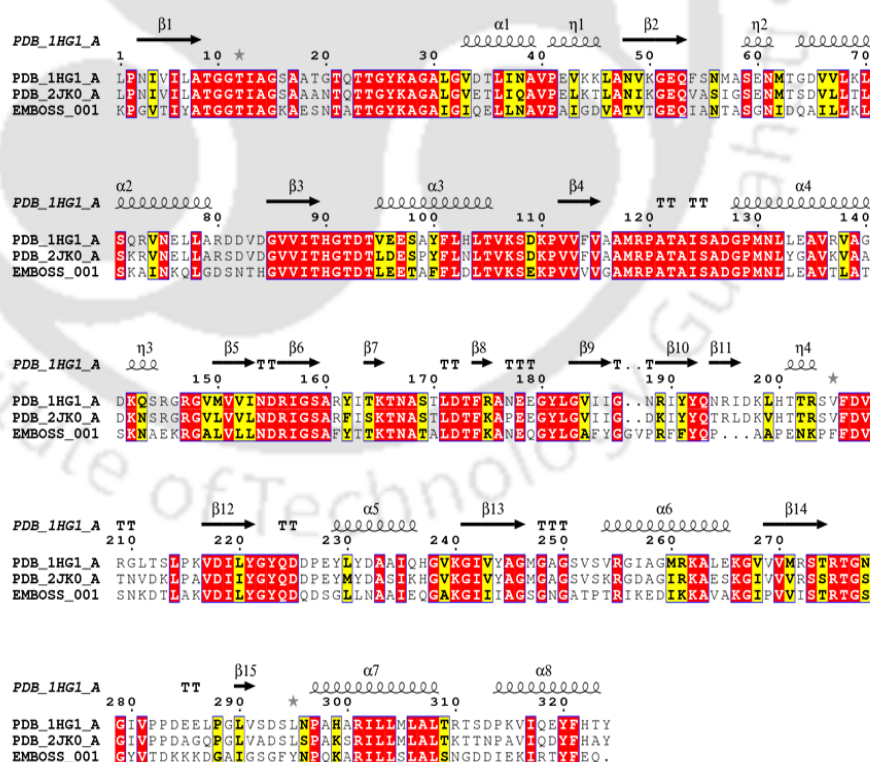 β1 α1 η1 β2 η2
PDB_1HG1_A
1 10 20 30 40 50 60 70
PDB_1HG1_A LPNIVILATGGTIAGSAATGTQTTGYKAGALGVDTLINAVPEVKKLANVKGEQFSNMASENMTGDVVLKL
PDB_2JK0_A LPNIVILATGGTIAGSAAANTQTTGYKAGALGVETLIQAVPELKTLANIKGEQVASIGSENMTSDVLLTL
EMBOSS_001 KPGVTIYATGGTIAGKAESNTATTGYKAGAIGIQELLNAVPAIGDVATVTGEQIANTASGNIDQAILLKL
α2 β3 α3 β4 TT TT α4
PDB_1HG1_A
80 90 100 110 120 130 140
PDB_1HG1_A SQRVNELLARDDVDGVVITHGTDTVEESAYFLHLTVKSDKPVVFVAAMRPATAISADGPMNLLEAVRVAG
PDB_2JK0_A SKRVNELLARSDVDGVVITHGTDTLDESPYFLNLTVKSDKPVVFVAAMRPATAISADGPMNLYGAVKVAA
EMBOSS_001 SKAINKQLGDSNTHGVVITHGTDTLEETAFFLDLTVKSEKPVVVVGAMRPATAISADGPMNLLEAVTLAT
η3 β5 TT β6 β7 TT β8 TTT β9 T..T β10 β11 η4
PDB_1HG1_A
150 160 170 180 190 200
PDB_1HG1_A DKQSRGRGVMVVINDRIGSARYITKTNASTLDTFRANEEGYLGVIIG..NRIYYQNRIDKLHTTRSVFDV
PDB_2JK0_A DKNSRGRGVLVVLNDRIGSARFISKTNASTLDTFKAPEEGYLGVIIG..DKIYYQTRLDKVHTTRSVFDV
EMBOSS_001 SKNAEKRGALVLLNDRIGSAFYTTKTNATALDTFKANEQGYLGAFYGGVPRFFYQP...AAPENKPFFDV
TT β12 TT α5 β13 TTT α6 β14
PDB_1HG1_A
210 220 230 240 250 260 270
PDB_1HG1_A RGLTSLPKVDILYGYQDDPEYLYDAAIQHGVKGIVYAGMGAGSVSVRGIAGMRKALEKGVVVMRSTRTGN
PDB_2JK0_A TNVDKLPAVDIIYGYQDDPEYMYDASIKHGVKGIVYAGMGAGSVSKRGDAGIRKAESKGIVVVRSSRTGS
EMBOSS_001 SNKDTLAKVDILYGYQDQDSGLLNAAIEQGAKGIIIAGSGNGATPTRIKEDIKKAVAKGIPVVISTRTGS
TT β15 α7 α8
PDB_1HG1_A
280 290 300 310 320
PDB_1HG1_A GIVPPDEELPGLVSDSLNPAHARILLMLALTRTSDPKVIQEYFHTY
PDB_2JK0_A GIVPPDAGQPGLVADSLSPAKSRILLMLALTKTTNPAVIQDYFHAY
EMBOSS_001 GYVTDKKKDGAIGSGFYNPQKARILLSLALSNGDDIEKIRTYFEQ.